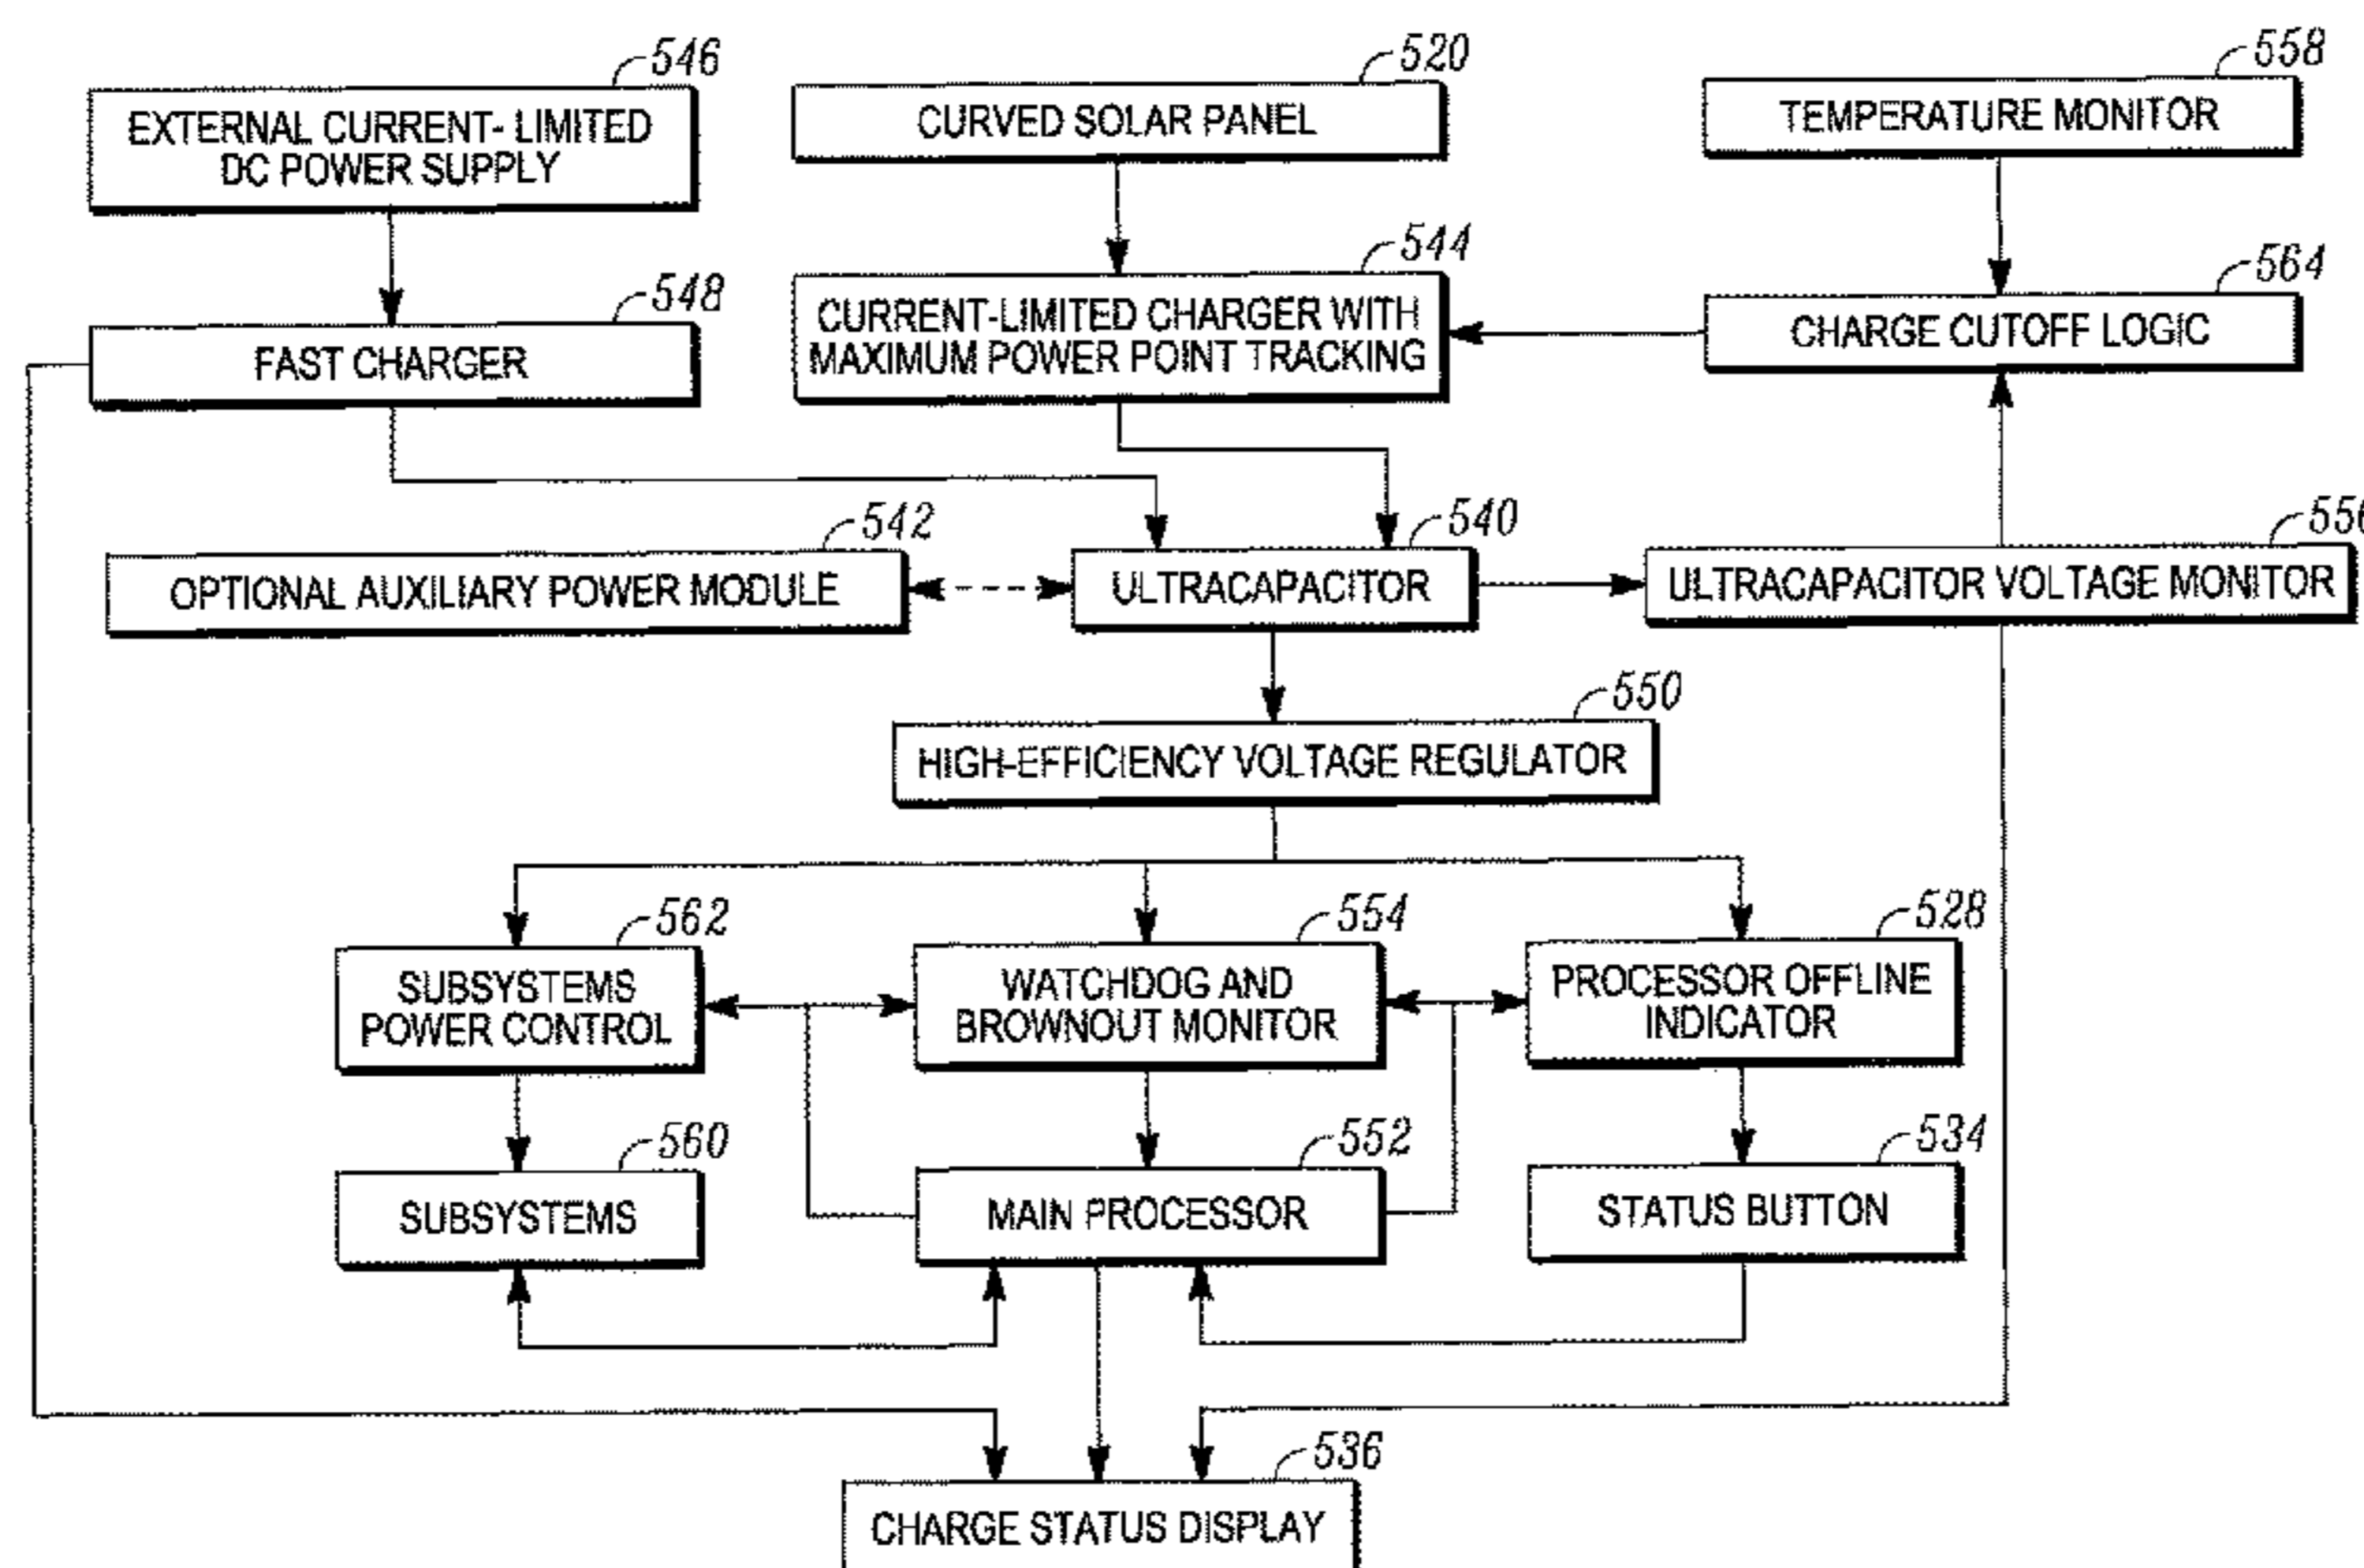 546
520
558
EXTERNAL CURRENT- LIMITED
DC POWER SUPPLY
CURVED SOLAR PANEL
TEMPERATURE MONITOR
548
544
564
FAST CHARGER
CURRENT-LIMITED CHARGER WITH
MAXIMUM POWER POINT TRACKING
CHARGE CUTOFF LOGIC
542
540
556
OPTIONAL AUXILIARY POWER MODULE
ULTRACAPACITOR
ULTRACAPACITOR VOLTAGE MONITOR
550
HIGH-EFFICIENCY VOLTAGE REGULATOR
562
554
528
SUBSYSTEMS
POWER CONTROL
WATCHDOG AND
BROWNOUT MONITOR
PROCESSOR OFFLINE
INDICATOR
560
552
534
SUBSYSTEMS
MAIN PROCESSOR
STATUS BUTTON
536
CHARGE STATUS DISPLAY